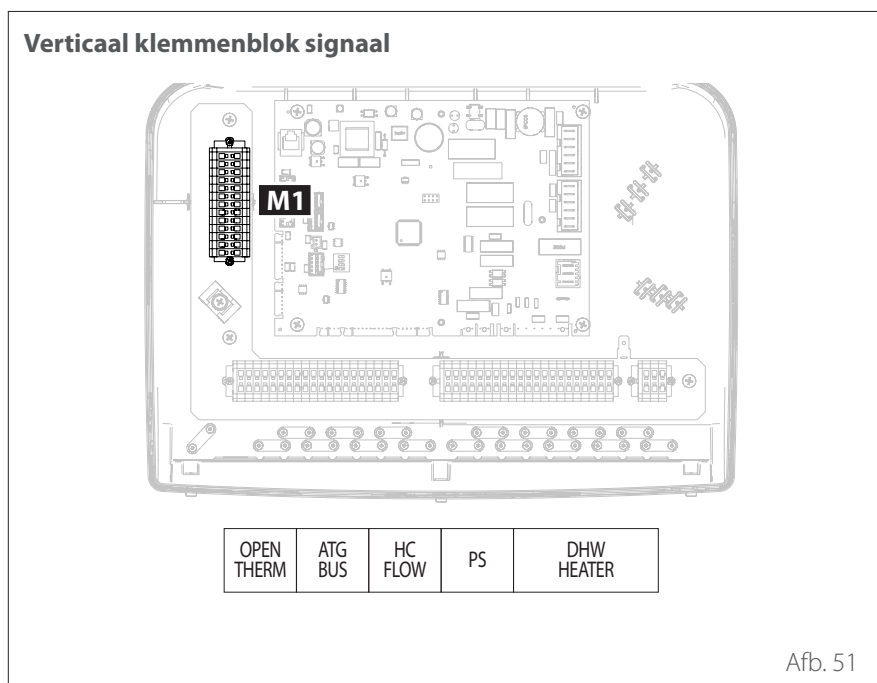 Verticaal klemmenblok signaal
M1
OPEN THERM
ATG BUS
HC FLOW
PS
DHW HEATER
Afb. 51